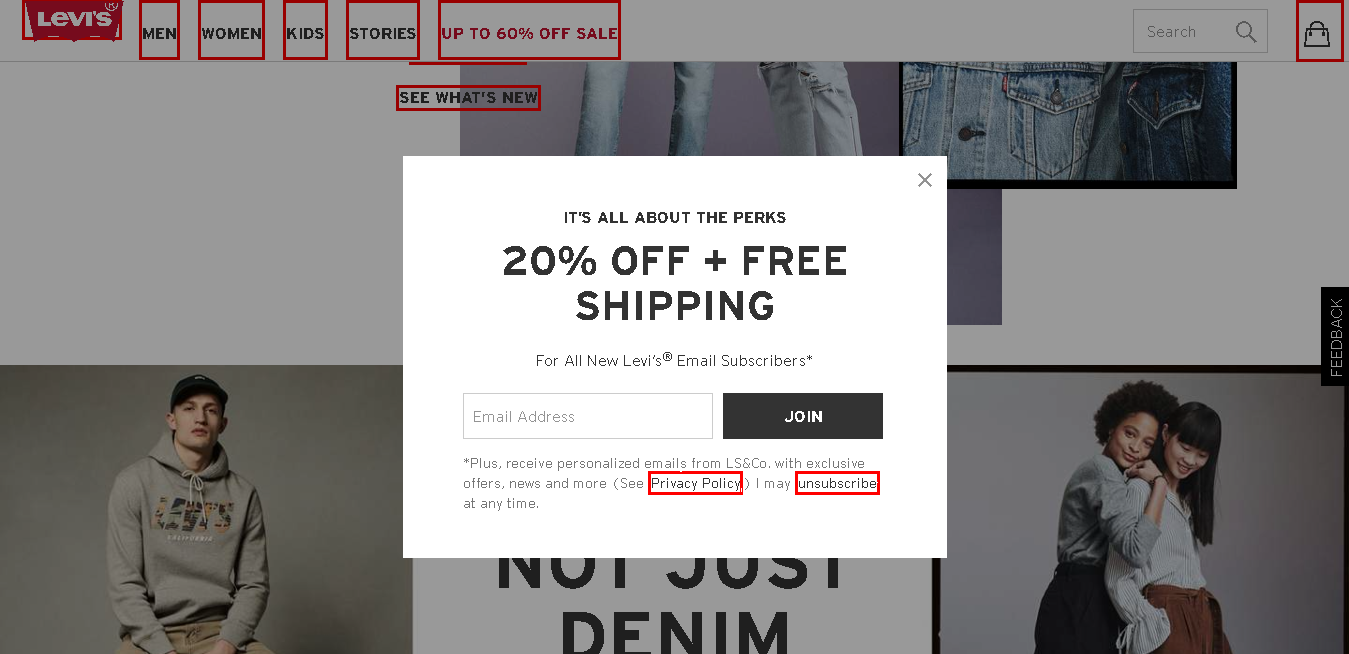 Levi's®
MEN
WOMEN
KIDS
STORIES
UP TO 60% OFF SALE
Search
SEE WHAT'S NEW
IT'S ALL ABOUT THE PERKS
20% OFF + FREE
SHIPPING
For All New Levi's® Email Subscribers*
Email Address
JOIN
*Plus, receive personalized emails from LS&Co. with exclusive
offers, news and more (See Privacy Policy) I may unsubscribe
at any time.
FEEDBACK
LEVI'S
CALIFORNIA
NOT JUST
DENIM